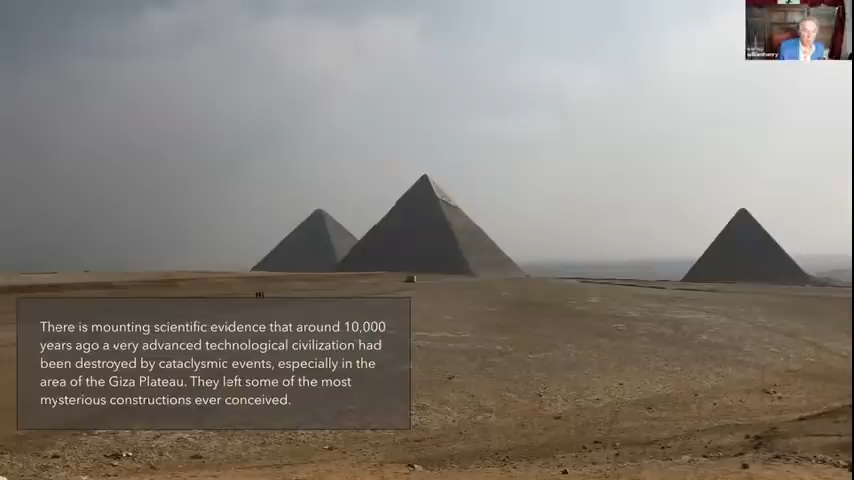 williamhenry
There is mounting scientific evidence that around 10,000
years ago a very advanced technological civilization had
been destroyed by cataclysmic events, especially in the
area of the Giza Plateau. They left some of the most
mysterious constructions ever conceived.